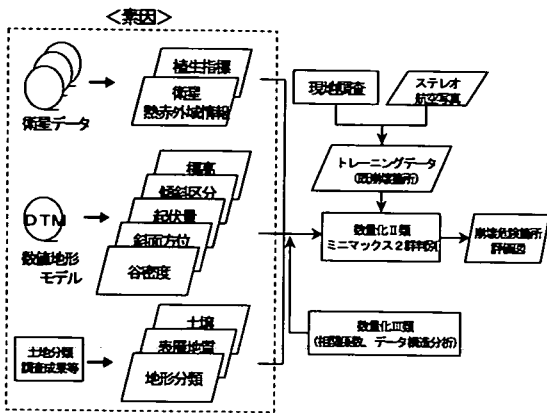 ＜素因＞
衛星データ
植生指標
衛星
熱赤外域情報
DTM
数値地形
モデル
標高
傾斜区分
起伏量
斜面方位
谷密度
土地分類
調査成果等
土壌
表層地質
地形分類
現地調査
ステレオ
航空写真
トレーニングデータ
(既崩壊箇所)
数量化Ⅱ類
ミニマックス２群判別
崩壊危険箇所
評価図
数量化Ⅲ類
(相関係数、データ構造分析)